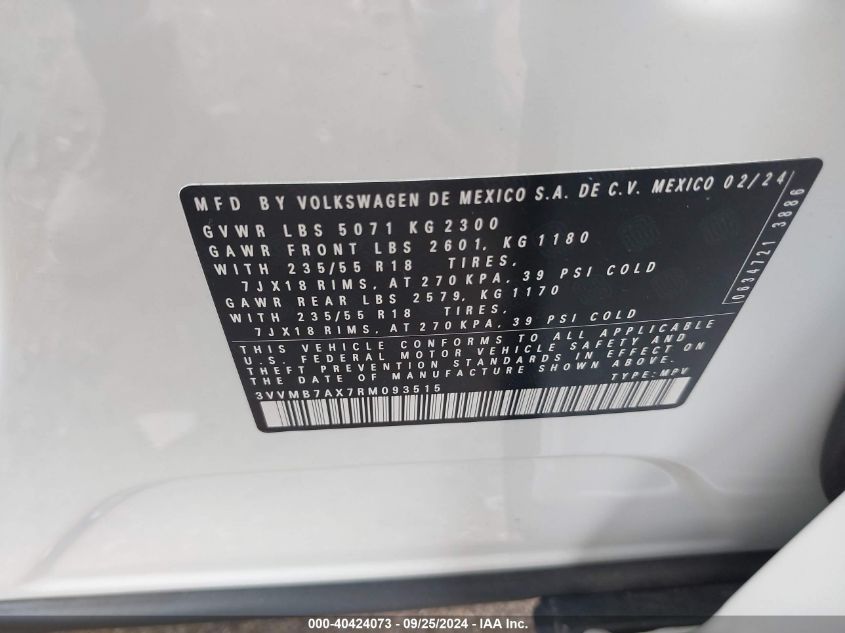 MFD BY VOLKSWAGEN DE MEXICO S.A. DE C.V. MEXICO 02/24
GVWR LBS 5071 KG 2300
GAWR FRONT LBS 2601, KG 1180
WITH 235/55 R18 TIRES,
7JX18 RIMS, AT 270 KPA, 39 PSI COLD
GAWR REAR LBS 2579, KG 1170
WITH 235/55 R18 TIRES,
7JX18 RIMS, AT 270 KPA, 39 PSI COLD
THIS VEHICLE CONFORMS TO ALL APPLICABLE
U.S. FEDERAL MOTOR VEHICLE SAFETY AND
THEFT PREVENTION STANDARDS IN EFFECT ON
THE DATE OF MANUFACTURE SHOWN ABOVE.
3VVMB7AX7RM093515 TYPE: MPV
0634721 3886
000-40424073 - 09/25/2024 - IAA Inc.